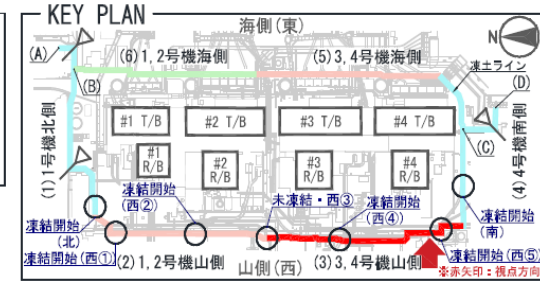 KEY PLAN
海側(東)
N
(A)
(6)1,2号機海側
(5)3,4号機海側
凍土ライン
(B)
(D)
#1 T/B
#2 T/B
#3 T/B
#4 T/B
(1)1号機北側
#1
R/B
#2
R/B
#3
R/B
#4
R/B
(C)
(4)4号機南側
凍結開始
(西②)
未凍結・西③
凍結開始
(西④)
凍結開始
(北)
凍結開始
(南)
凍結開始(西①)
(2)1,2号機山側
山側(西)
(3)3,4号機山側
凍結開始(西⑤)
※赤矢印：視点方向